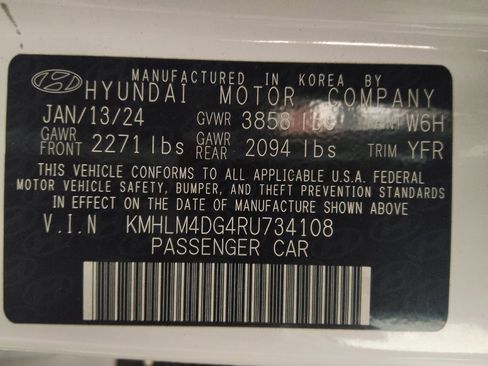 MANUFACTURED IN KOREA BY
HYUNDAI MOTOR COMPANY
JAN/13/24 GVWR 3858 lbs W6H
GAWR FRONT 2271 lbs GAWR REAR 2094 lbs TRIM YFR
THIS VEHICLE CONFORMS TO ALL APPLICABLE U.S.A. FEDERAL
MOTOR VEHICLE SAFETY, BUMPER, AND THEFT PREVENTION STANDARDS
IN EFFECT ON THE DATE OF MANUFACTURE SHOWN ABOVE
V.I.N KMHLM4DG4RU734108
PASSENGER CAR